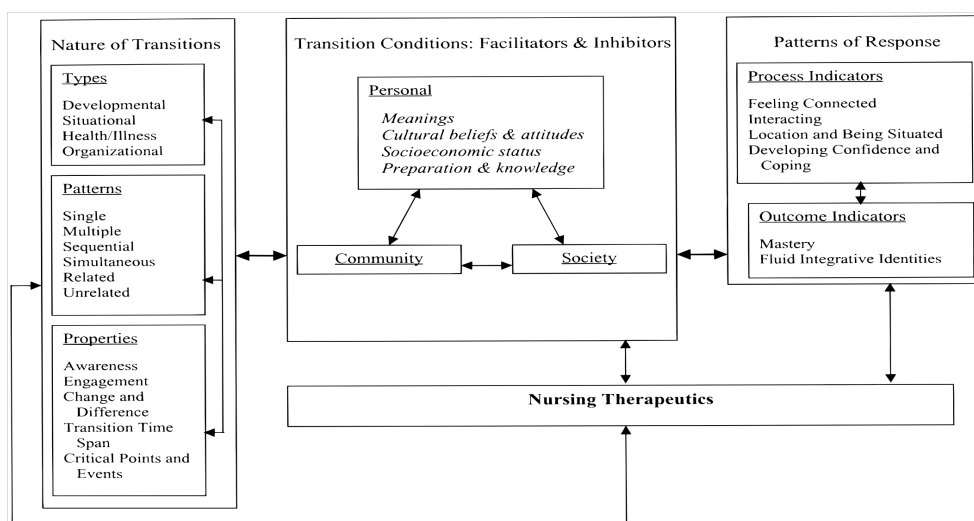 Nature of Transitions
Types
Developmental
Situational
Health/Illness
Organizational
Patterns
Single
Multiple
Sequential
Simultaneous
Related
Unrelated
Properties
Awareness
Engagement
Change and
Difference
Transition Time
Span
Critical Points and
Events
Transition Conditions: Facilitators & Inhibitors
Personal
Meanings
Cultural beliefs & attitudes
Socioeconomic status
Preparation & knowledge
Community
Society
Patterns of Response
Process Indicators
Feeling Connected
Interacting
Location and Being Situated
Developing Confidence and
Coping
Outcome Indicators
Mastery
Fluid Integrative Identities
Nursing Therapeutics